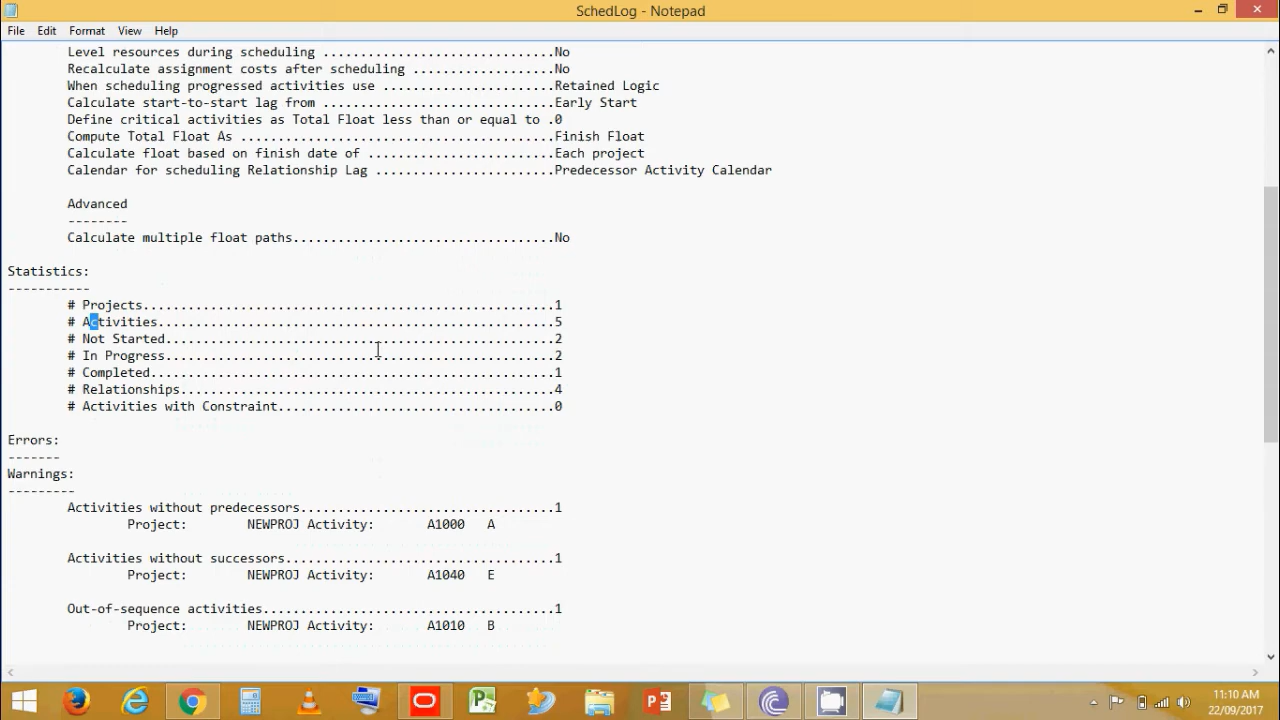 SchedLog - Notepad
File Edit Format View Help
Level resources during scheduling ...............................No
Recalculate assignment costs after scheduling ...................No
When scheduling progressed activities use .......................Retained Logic
Calculate start-to-start lag from ...............................Early Start
Define critical activities as Total Float less than or equal to .0
Compute Total Float As ..........................................Finish Float
Calculate float based on finish date of .........................Each project
Calendar for scheduling Relationship Lag ........................Predecessor Activity Calendar
Advanced
--------
Calculate multiple float paths...................................No
Statistics:
-----------
# Projects.......................................................1
# Activities.....................................................5
# Not Started....................................................2
# In Progress....................................................2
# Completed......................................................1
# Relationships..................................................4
# Activities with Constraint.....................................0
Errors:
-------
Warnings:
---------
Activities without predecessors..................................1
Project: NEWPROJ Activity: A1000 A
Activities without successors....................................1
Project: NEWPROJ Activity: A1040 E
Out-of-sequence activities.......................................1
Project: NEWPROJ Activity: A1010 B
11:10 AM
22/09/2017